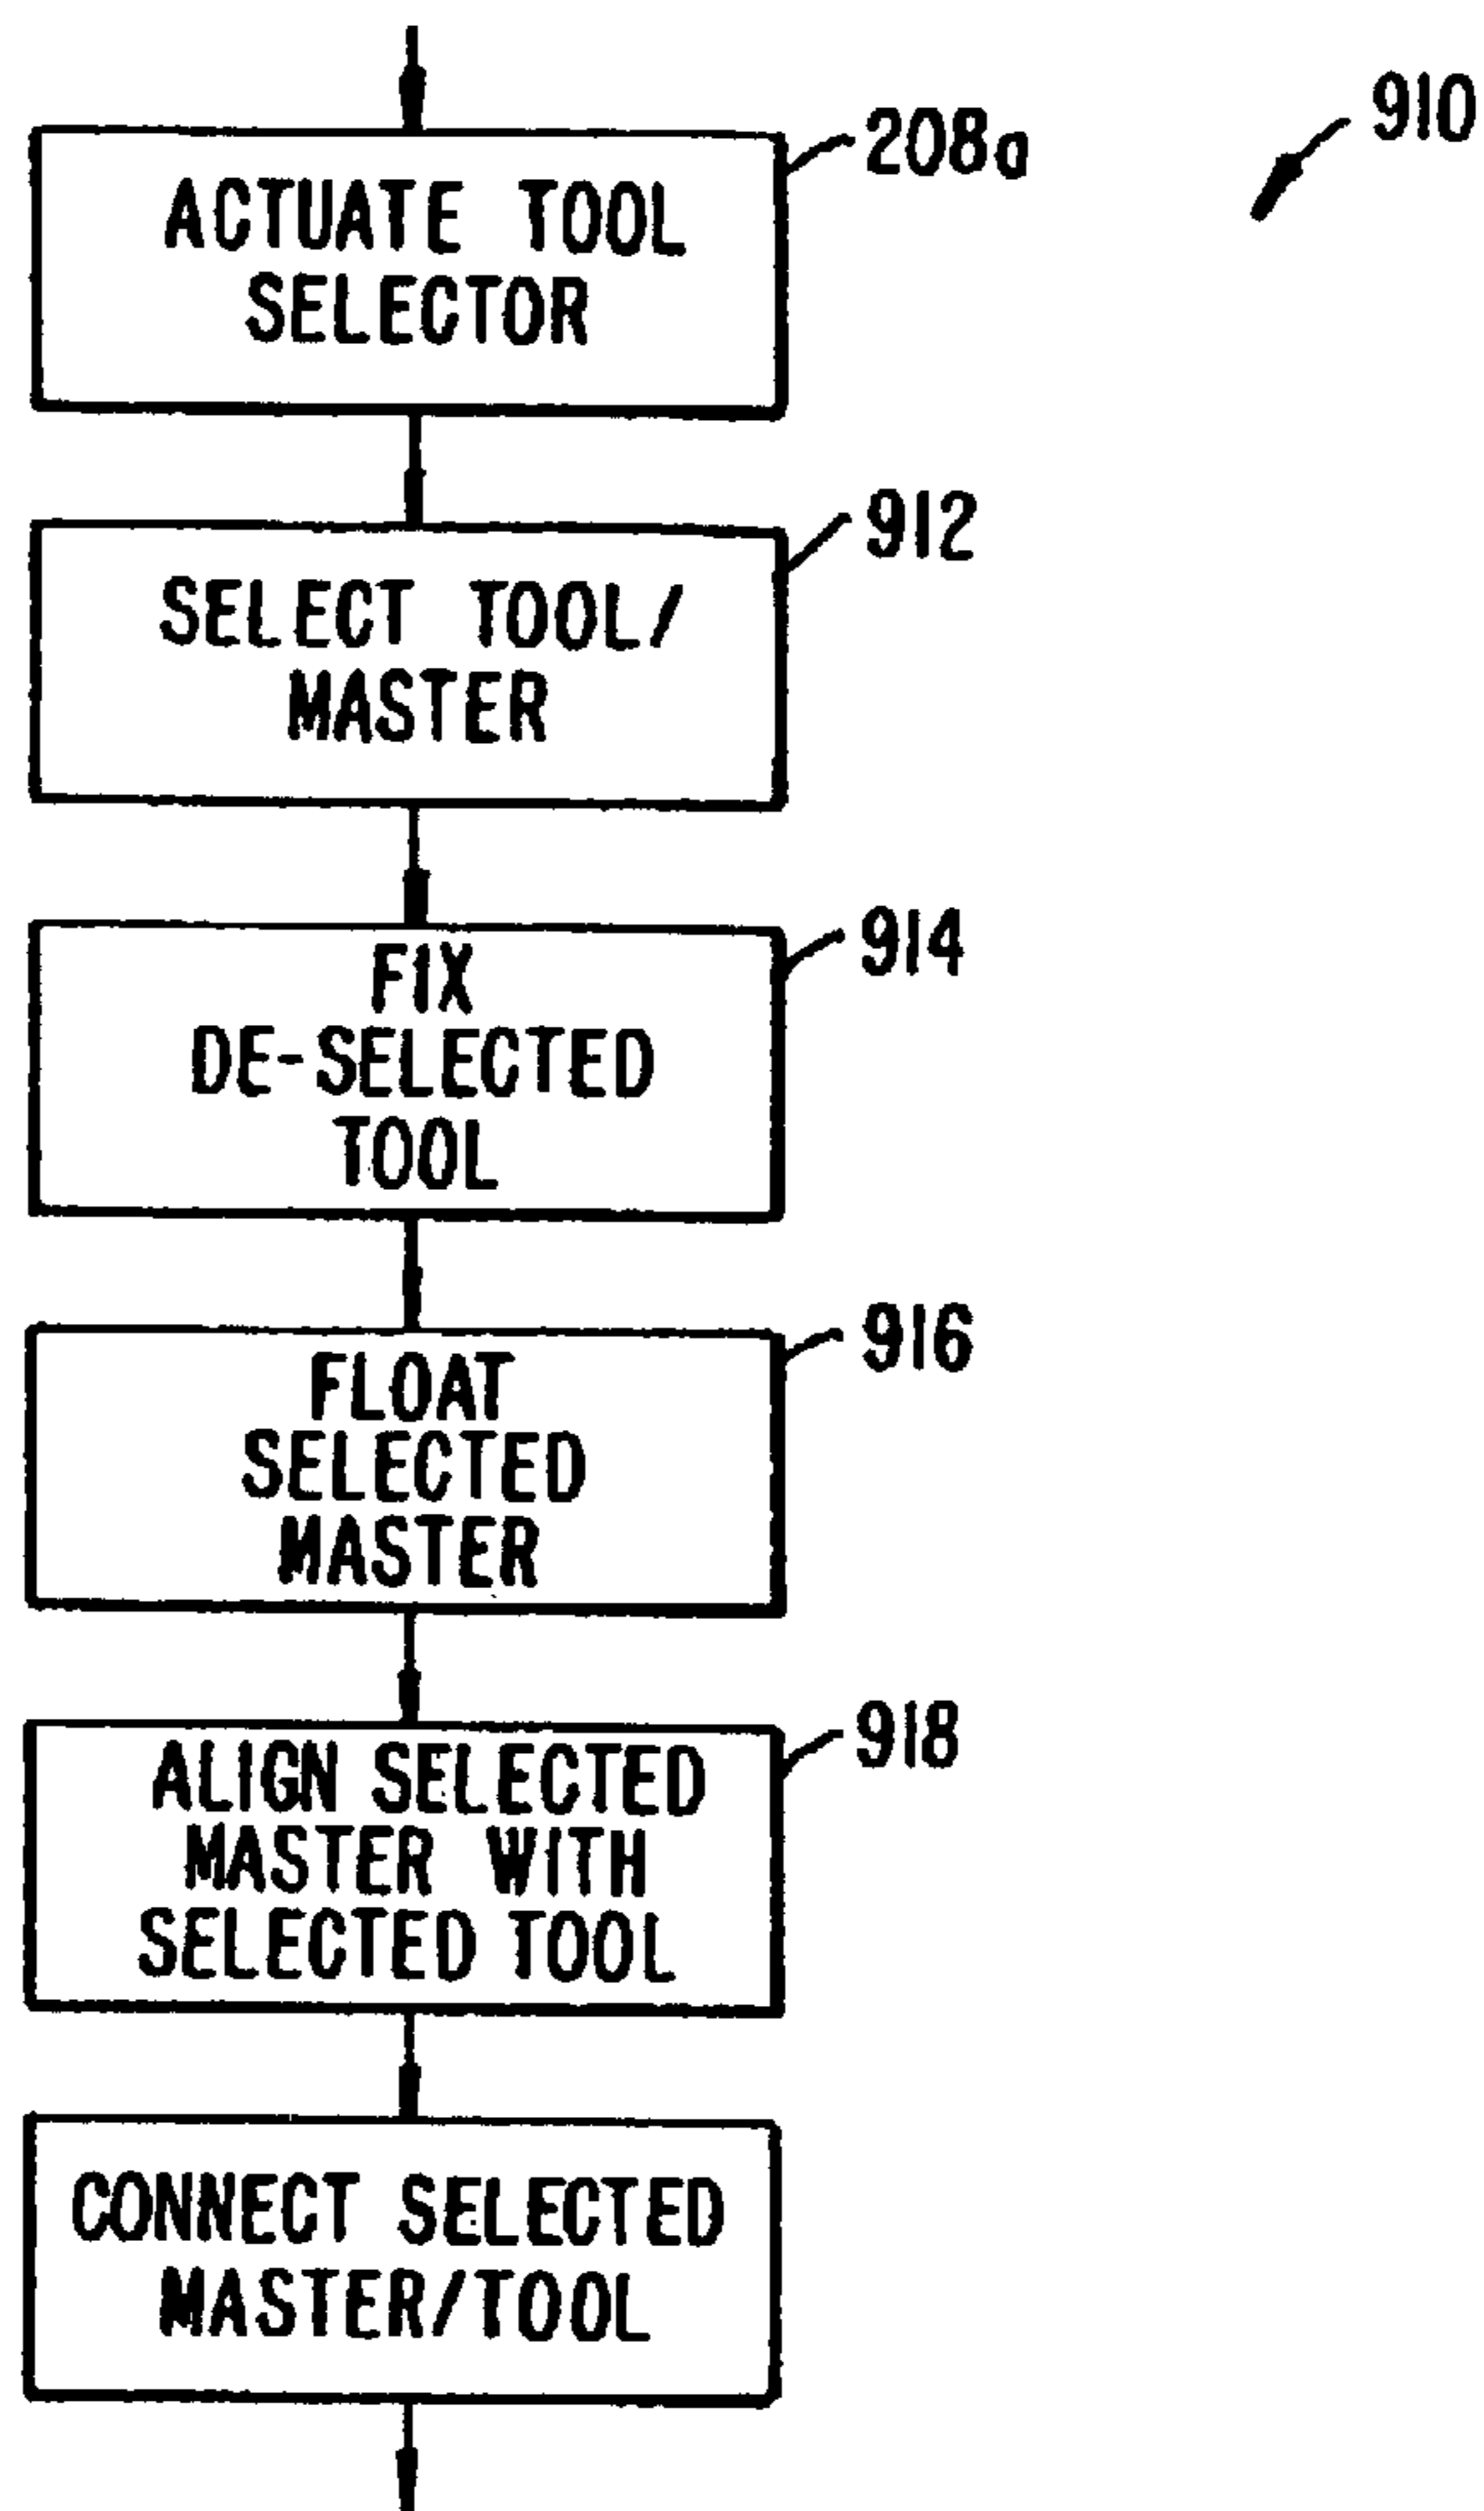 910
208a
ACTUATE TOOL
SELECTOR
912
SELECT TOOL/
MASTER
914
FIX
DE-SELECTED
TOOL
916
FLOAT
SELECTED
MASTER
918
ALIGN SELECTED
MASTER WITH
SELECTED TOOL
CONNECT SELECTED
MASTER/TOOL